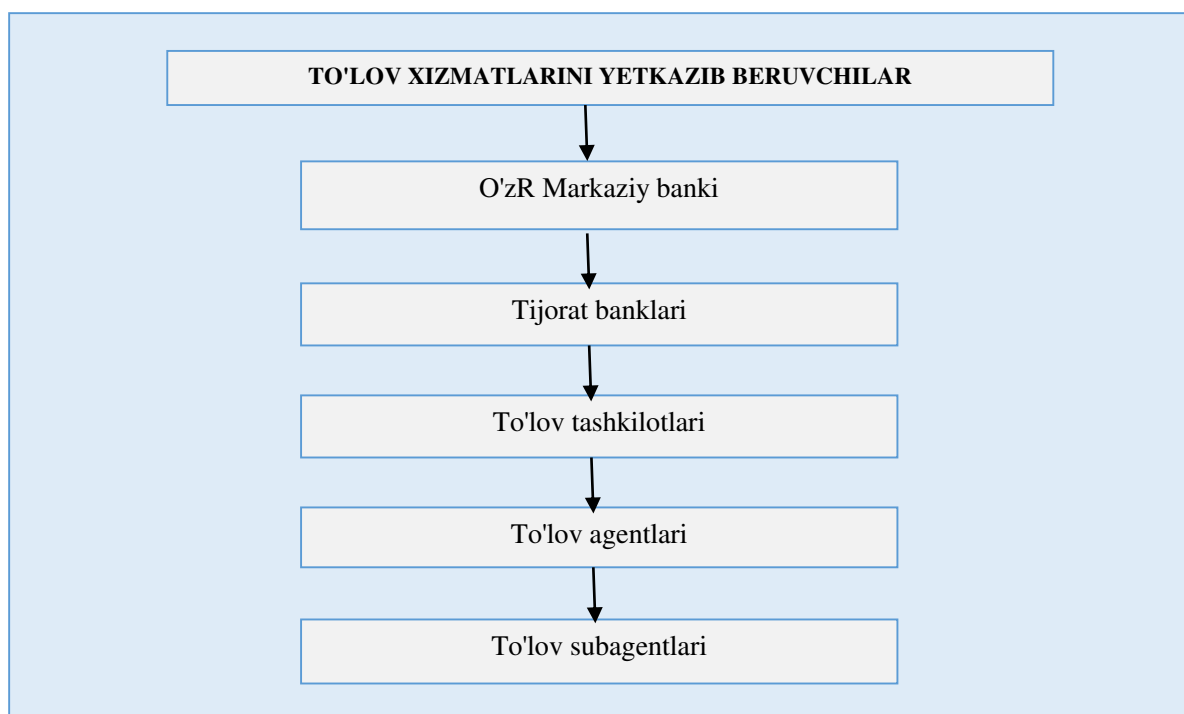 TO'LOV XIZMATLARINI YETKAZIB BERUVCHILAR
O'zR Markaziy banki
Tijorat banklari
To'lov tashkilotlari
To'lov agentlari
To'lov subagentlari